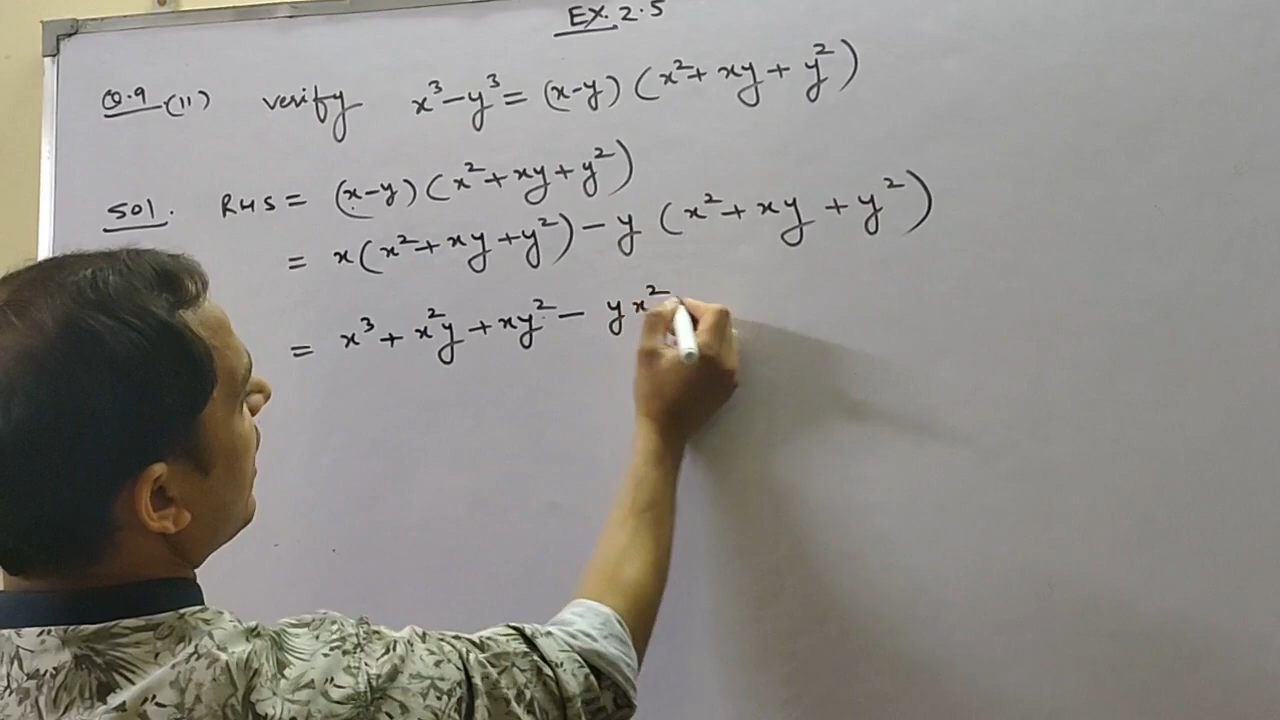 EX. 2.5
Q.9 (11) verify x³-y³ = (x-y) (x²+xy+y²)
Sol. RHS = (x-y) (x²+xy+y²)
= x(x²+xy+y²) - y (x²+xy+y²)
= x³+x²y+xy² - yx²